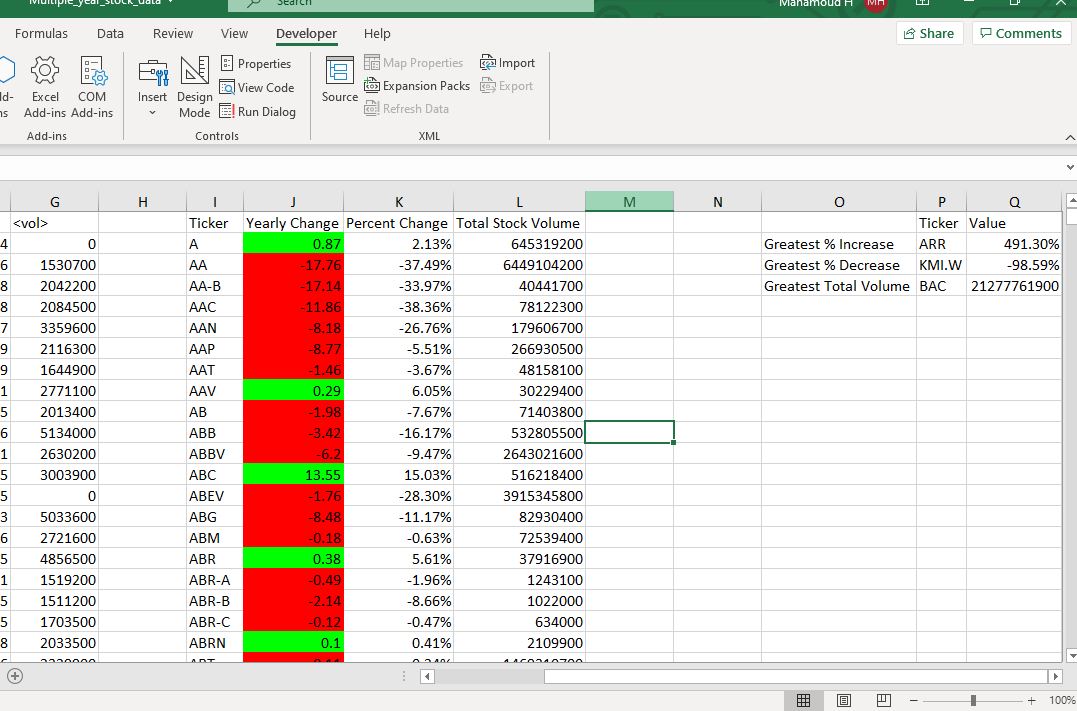 Multiple_year_stock_data Search Mahamoud H MH
Formulas Data Review View Developer Help Share Comments
Excel Add-ins
COM Add-ins
Add-ins
Insert
Design Mode
Properties
View Code
Run Dialog
Controls
Source
Map Properties
Expansion Packs
Refresh Data
Import
Export
XML
G H I J K L M N O P Q
<vol> Ticker Yearly Change Percent Change Total Stock Volume Ticker Value
4 0 A 0.87 2.13% 645319200 Greatest % Increase ARR 491.30%
6 1530700 AA -17.76 -37.49% 6449104200 Greatest % Decrease KMI.W -98.59%
8 2042200 AA-B -17.14 -33.97% 40441700 Greatest Total Volume BAC 21277761900
8 2084500 AAC -11.86 -38.36% 78122300
7 3359600 AAN -8.18 -26.76% 179606700
9 2116300 AAP -8.77 -5.51% 266930500
9 1644900 AAT -1.46 -3.67% 48158100
1 2771100 AAV 0.29 6.05% 30229400
5 2013400 AB -1.98 -7.67% 71403800
6 5134000 ABB -3.42 -16.17% 532805500
1 2630200 ABBV -6.2 -9.47% 2643021600
5 3003900 ABC 13.55 15.03% 516218400
5 0 ABEV -1.76 -28.30% 3915345800
3 5033600 ABG -8.48 -11.17% 82930400
6 2721600 ABM -0.18 -0.63% 72539400
5 4856500 ABR 0.38 5.61% 37916900
1 1519200 ABR-A -0.49 -1.96% 1243100
5 1511200 ABR-B -2.14 -8.66% 1022000
5 1703500 ABR-C -0.12 -0.47% 634000
8 2033500 ABRN 0.1 0.41% 2109900
100%